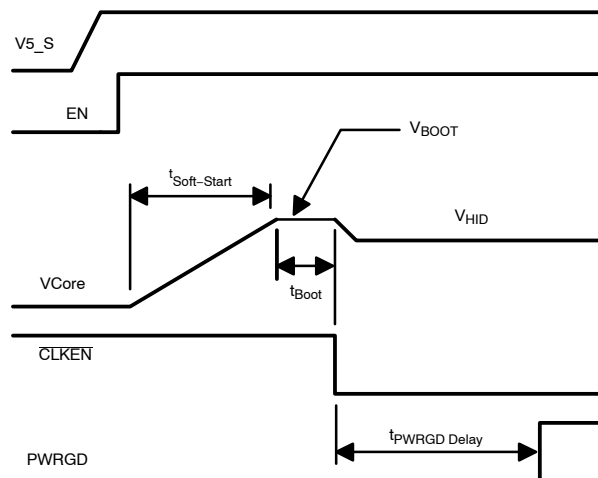 V5_S
EN
VBOOT
tSoft–Start
VHID
VCore
tBoot
CLKEN
tPWRGD Delay
PWRGD